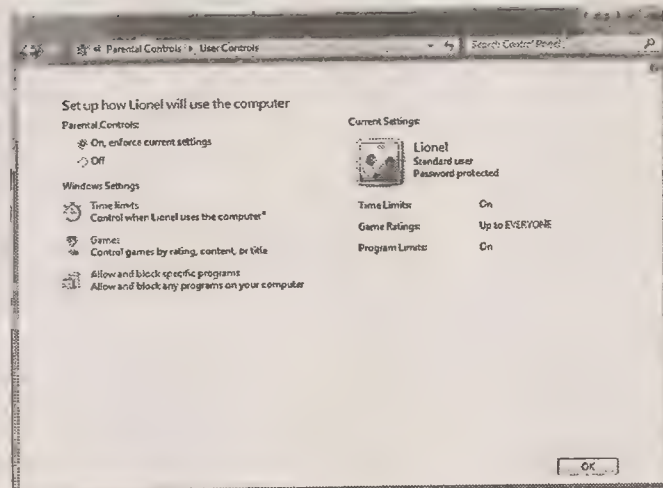 Parental Controls User Controls
Search Control Panel
Set up how Lionel will use the computer
Parental Controls:
On, enforce current settings
Off
Windows Settings
Time limits
Control when Lionel uses the computer
Games
Control games by rating, content, or title
Allow and block specific programs
Allow and block any programs on your computer
Current Settings:
Lionel
Standard user
Password protected
Time Limits: On
Game Ratings: Up to EVERYONE
Program Limits: On
OK